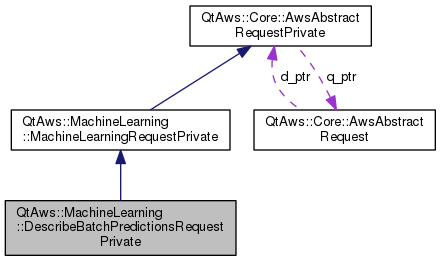 QtAws::Core::AwsAbstract
RequestPrivate
d_ptr
q_ptr
QtAws::MachineLearning
::MachineLearningRequestPrivate
QtAws::Core::AwsAbstract
Request
QtAws::MachineLearning
::DescribeBatchPredictionsRequest
Private